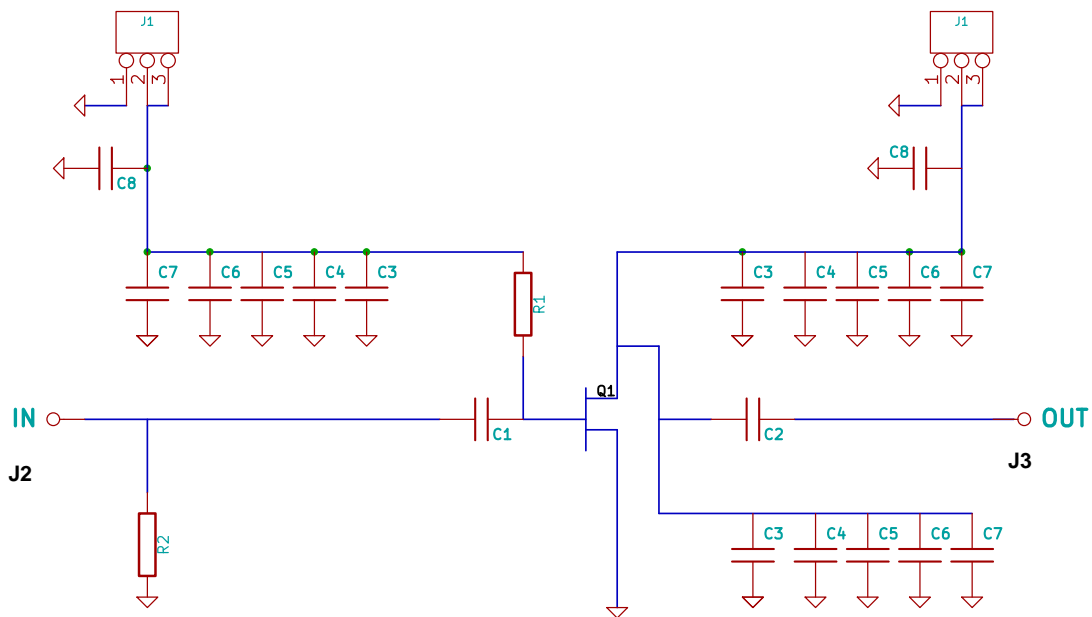 J1 J1
1 2 3 1 2 3
C8 C8
C7 C6 C5 C4 C3 C3 C4 C5 C6 C7
R1
Q1
IN C1 C2 OUT
J2 J3
R2 C3 C4 C5 C6 C7